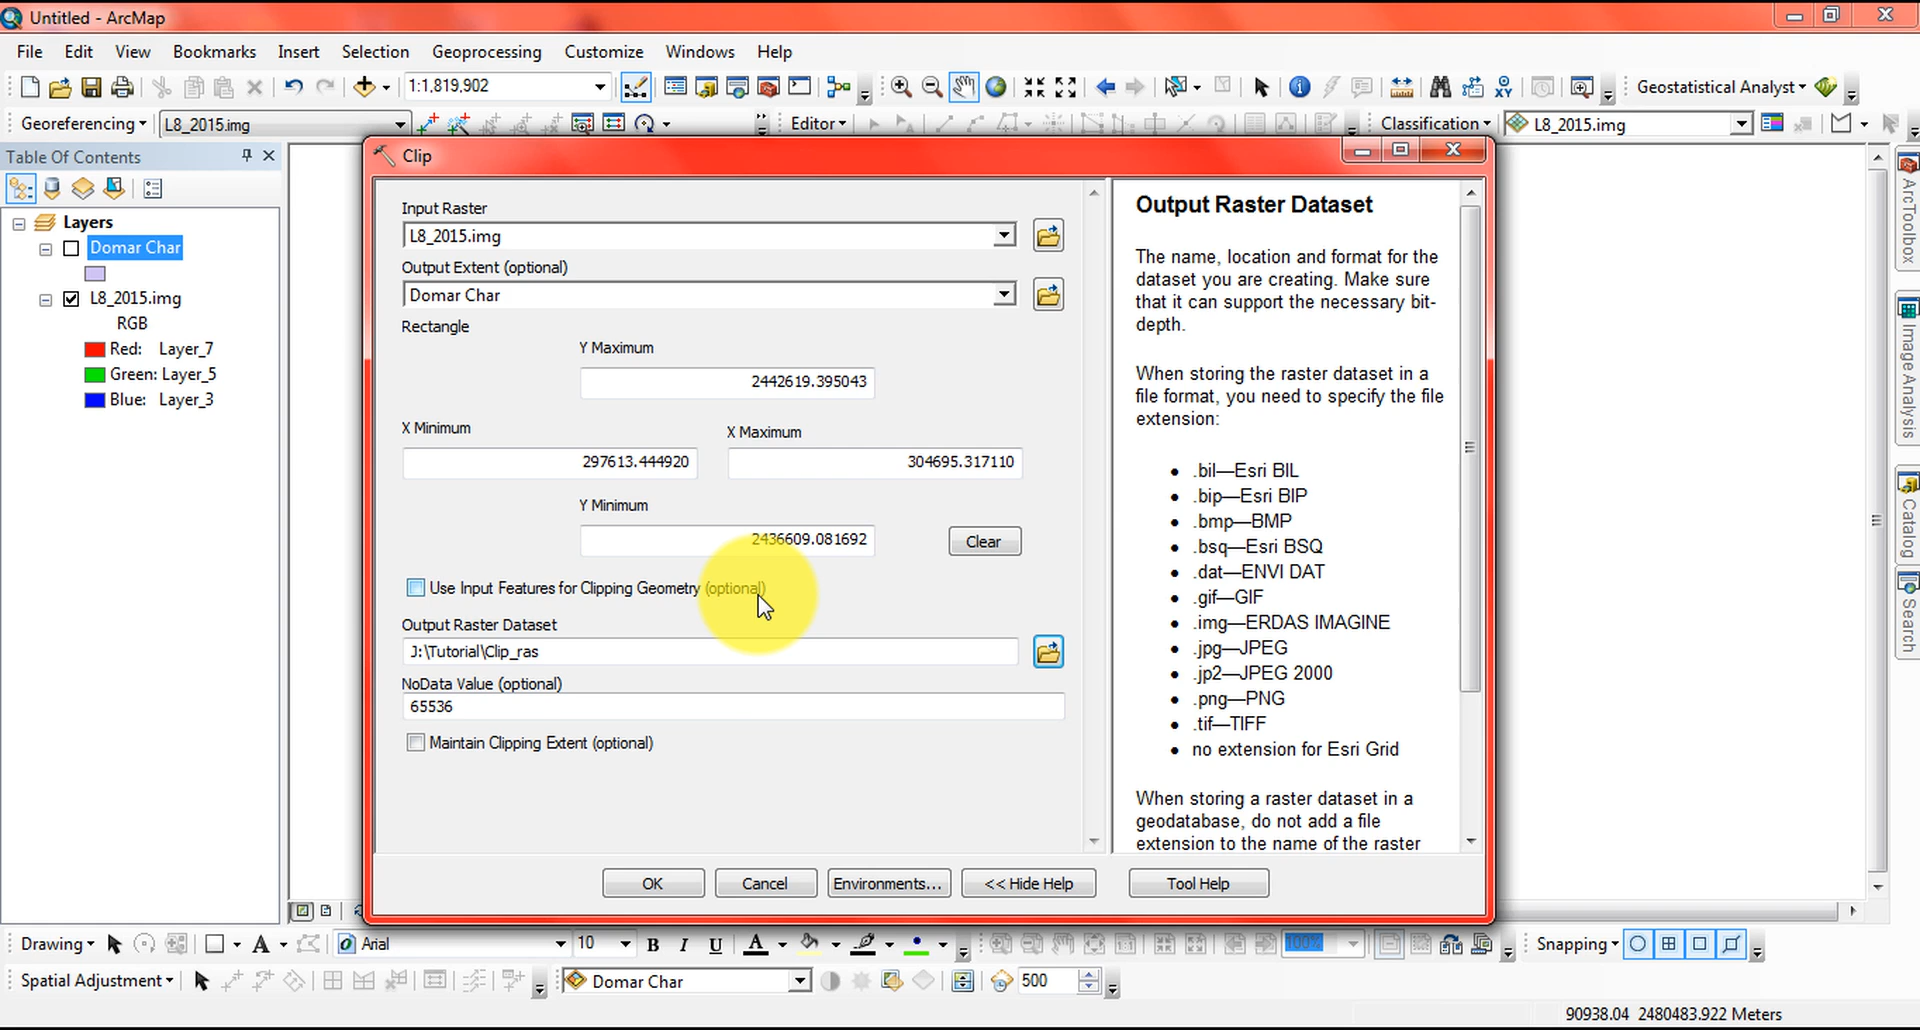 Untitled - ArcMap
File Edit View Bookmarks Insert Selection Geoprocessing Customize Windows Help
1:1,819,902
Geostatistical Analyst
Georeferencing L8_2015.img
Editor
Classification L8_2015.img
Table Of Contents
Layers
Domar Char
L8_2015.img
RGB
Red: Layer_7
Green: Layer_5
Blue: Layer_3
Clip
Input Raster
L8_2015.img
Output Extent (optional)
Domar Char
Rectangle
Y Maximum
2442619.395043
X Minimum
X Maximum
297613.444920
304695.317110
Y Minimum
2436609.081692
Clear
Use Input Features for Clipping Geometry (optional)
Output Raster Dataset
J:\Tutorial\Clip_ras
NoData Value (optional)
65536
Maintain Clipping Extent (optional)
OK Cancel Environments... << Hide Help Tool Help
Output Raster Dataset
The name, location and format for the
dataset you are creating. Make sure
that it can support the necessary bit-
depth.
When storing the raster dataset in a
file format, you need to specify the file
extension:
• .bil—Esri BIL
• .bip—Esri BIP
• .bmp—BMP
• .bsq—Esri BSQ
• .dat—ENVI DAT
• .gif—GIF
• .img—ERDAS IMAGINE
• .jpg—JPEG
• .jp2—JPEG 2000
• .png—PNG
• .tif—TIFF
• no extension for Esri Grid
When storing a raster dataset in a
geodatabase, do not add a file
extension to the name of the raster
ArcToolbox
Image Analysis
Catalog
Search
Drawing A Arial 10 B I U A
1:1
100%
Snapping
Spatial Adjustment
Domar Char
500
90938.04 2480483.922 Meters